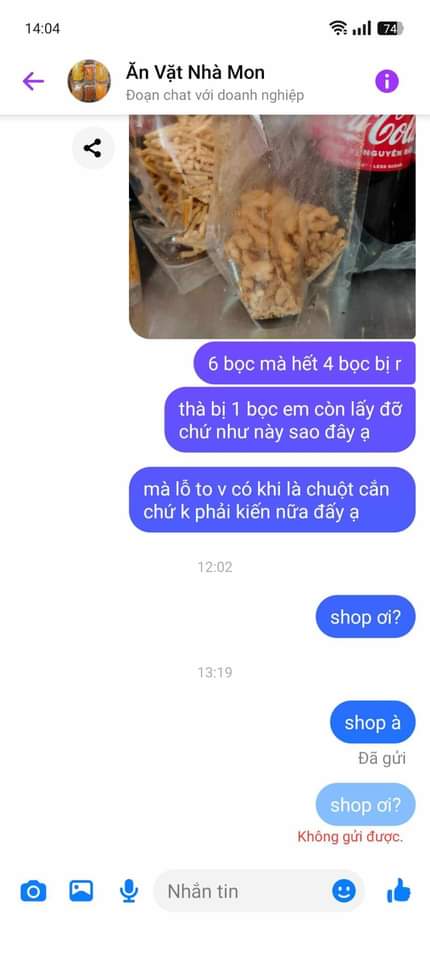 14:04
74
Ăn Vặt Nhà Mon
Đoạn chat với doanh nghiệp
Cola
NGUYÊN BẢN
LESS SUGAR
6 bọc mà hết 4 bọc bị r
thà bị 1 bọc em còn lấy đỡ
chứ như này sao đây ạ
mà lỗ to v có khi là chuột cắn
chứ k phải kiến nữa đấy ạ
12:02
shop ơi?
13:19
shop à
Đã gửi
shop ơi?
Không gửi được.
Nhắn tin